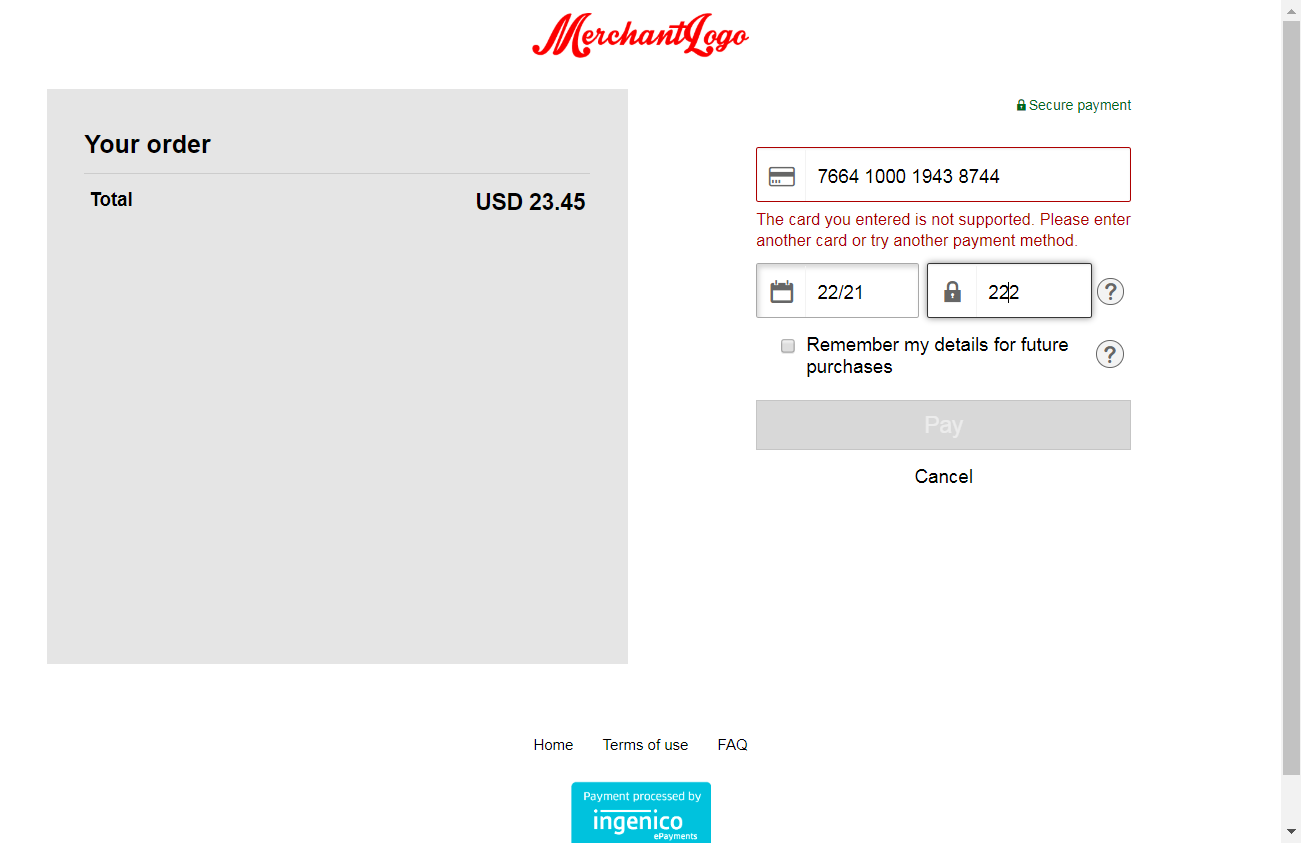 MerchantLogo
Secure payment
Your order
Total
USD 23.45
7664 1000 1943 8744
The card you entered is not supported. Please enter
another card or try another payment method.
22/21
222
?
Remember my details for future
purchases
?
Pay
Cancel
Home
Terms of use
FAQ
Payment processed by
ingenico
ePayments